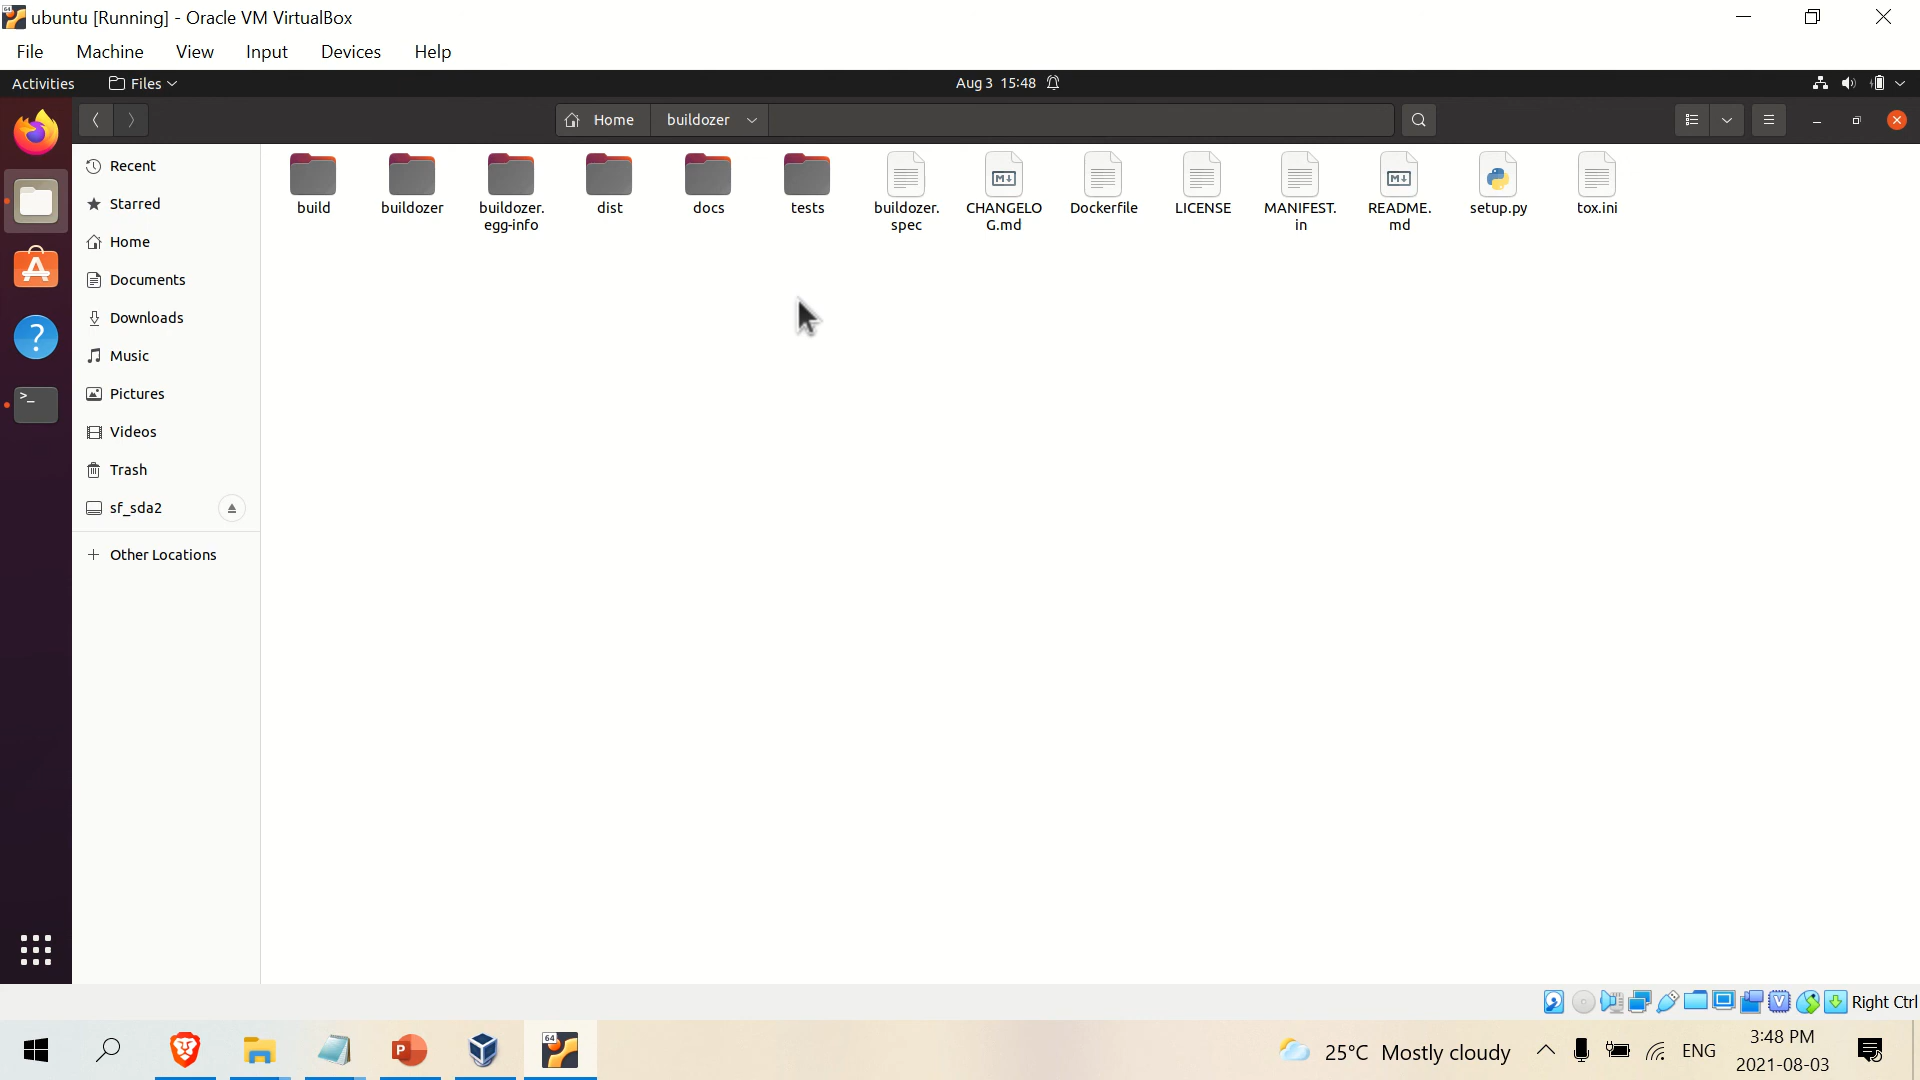 ubuntu [Running] - Oracle VM VirtualBox
File Machine View Input Devices Help
Activities Files Aug 3 15:48
Home buildozer
Recent
Starred
Home
Documents
Downloads
Music
Pictures
Videos
Trash
sf_sda2
Other Locations
build
buildozer
buildozer.
egg-info
dist
docs
tests
buildozer.
spec
CHANGELO
G.md
Dockerfile
LICENSE
MANIFEST.
in
README.
md
setup.py
tox.ini
Right Ctrl
25°C Mostly cloudy ENG
3:48 PM
2021-08-03